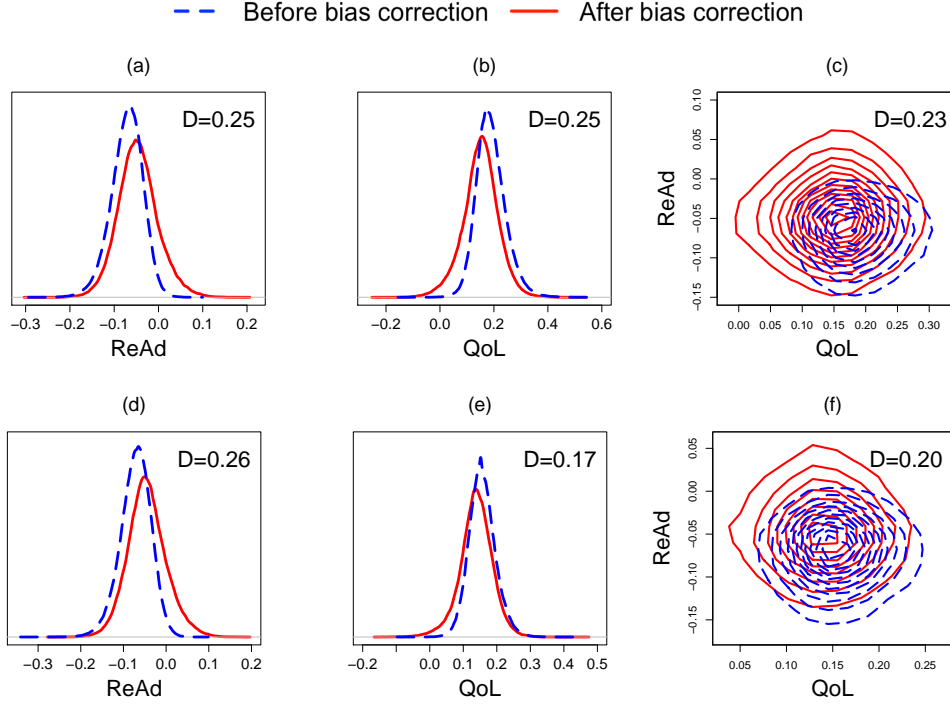 Before bias correction After bias correction
(a) (b) (c)
D=0.25 D=0.25 D=0.23
0.10
0.05
0.00
−0.05
−0.10
−0.15
ReAd
−0.3 −0.2 −0.1 0.0 0.1 0.2
ReAd
−0.2 0.0 0.2 0.4 0.6
QoL
0.00 0.05 0.10 0.15 0.20 0.25 0.30
QoL
(d) (e) (f)
D=0.26 D=0.17 D=0.20
0.05
0.00
−0.05
−0.10
−0.15
ReAd
−0.3 −0.2 −0.1 0.0 0.1 0.2
ReAd
−0.2 0.0 0.1 0.2 0.3 0.4 0.5
QoL
0.05 0.10 0.15 0.20 0.25
QoL